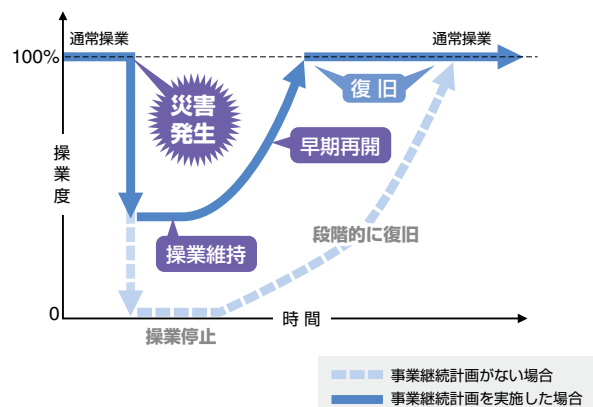 通常操業
通常操業
100%
災害
発生
復 旧
早期再開
操業度
操業維持
段階的に復旧
0
時 間
操業停止
事業継続計画がない場合
事業継続計画を実施した場合